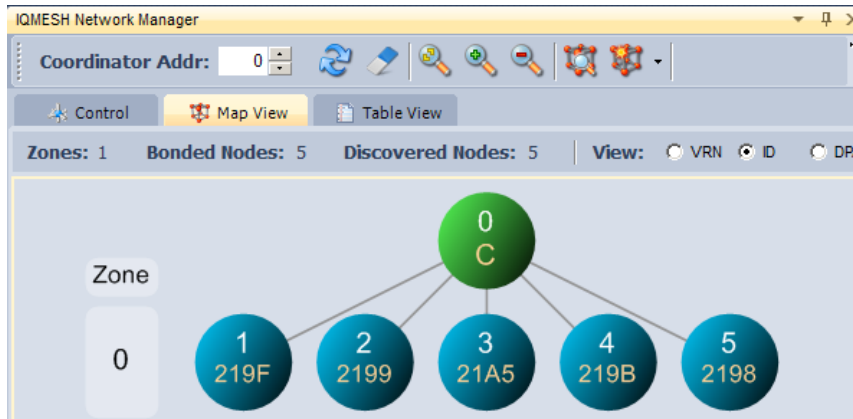 IQMESH Network Manager
Coordinator Addr: 0
Control Map View Table View
Zones: 1 Bonded Nodes: 5 Discovered Nodes: 5 View: VRN ID DP
0
C
Zone
0
1 2 3 4 5
219F 2199 21A5 219B 2198